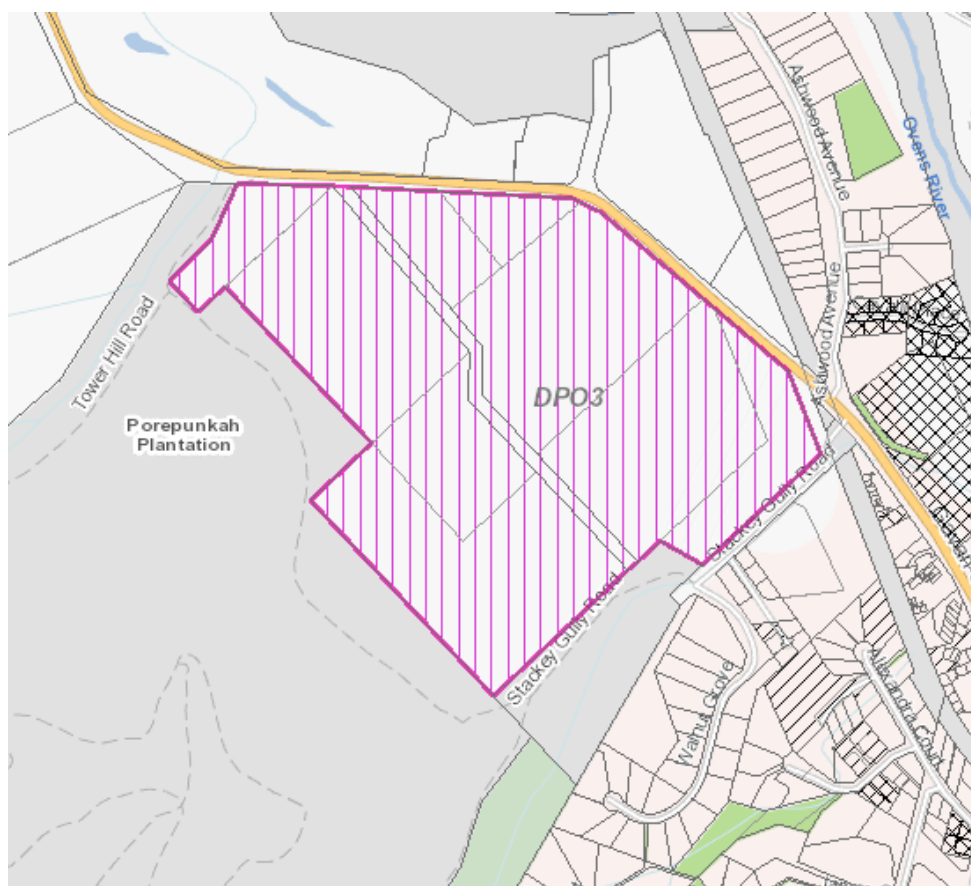 Ashwood Avenue
Ovens River
Ashwood Avenue
Tower Hill Road
Porepunkah
Plantation
DPO3
Stackey Gully Road
Stackey Gully Road
Walnut Grove
Alexandra Court